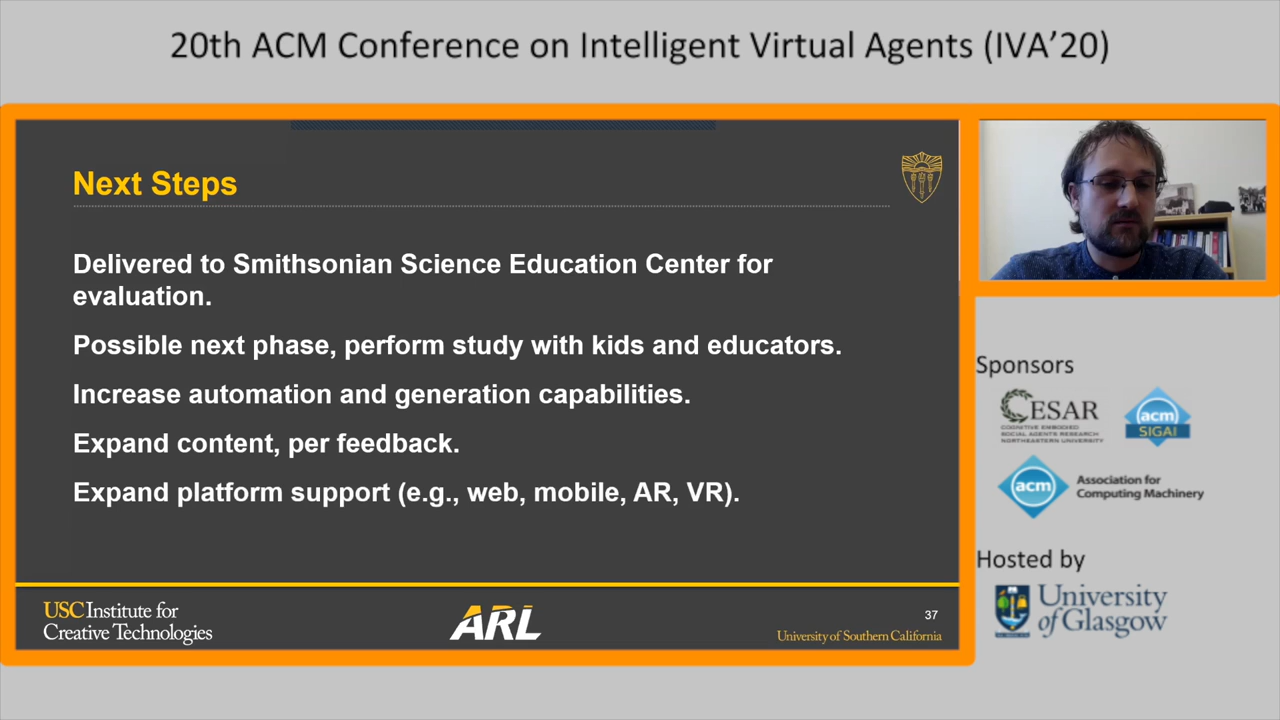 20th ACM Conference on Intelligent Virtual Agents (IVA’20)
Next Steps
Delivered to Smithsonian Science Education Center for
evaluation.
Possible next phase, perform study with kids and educators.
Increase automation and generation capabilities.
Expand content, per feedback.
Expand platform support (e.g., web, mobile, AR, VR).
USC Institute for
Creative Technologies
ARL
37
University of Southern California
Sponsors
CESAR
COGNITIVE EMBODIED
SOCIAL AGENTS RESEARCH
NORTHEASTERN UNIVERSITY
acm
SIGAI
acm
Association for
Computing Machinery
Hosted by
University
of Glasgow